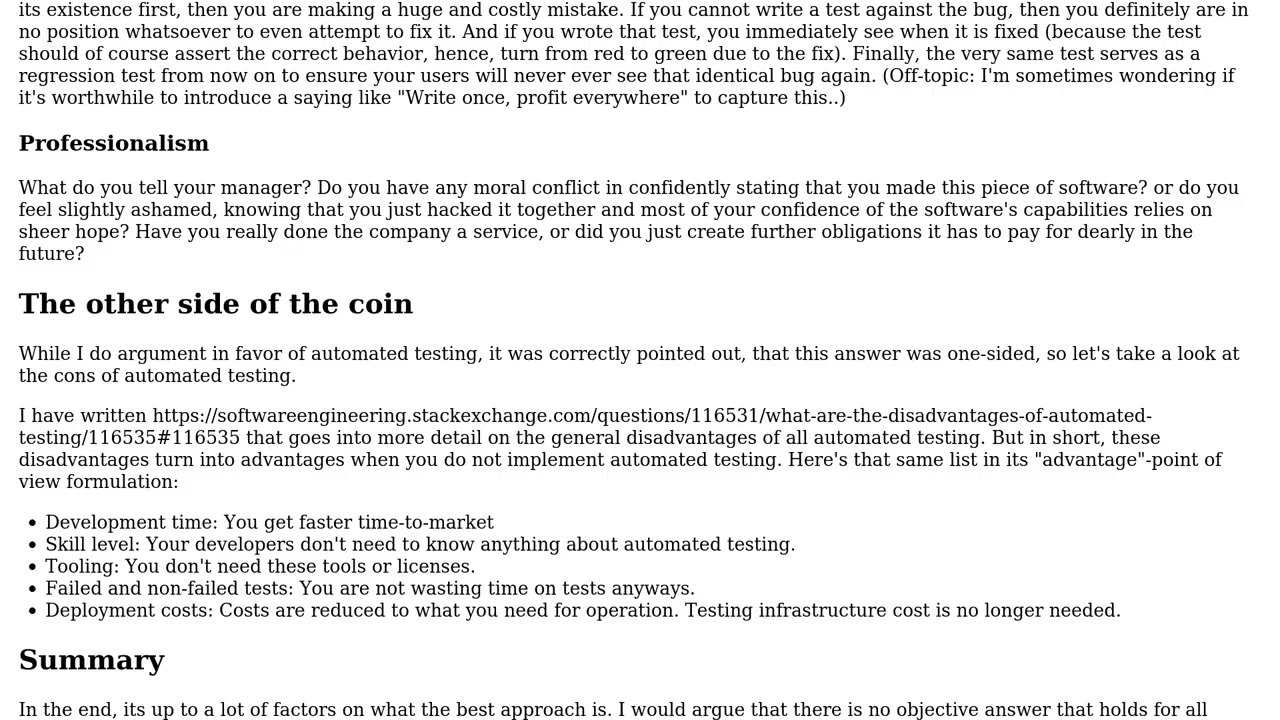 its existence first, then you are making a huge and costly mistake. If you cannot write a test against the bug, then you definitely are in
no position whatsoever to even attempt to fix it. And if you wrote that test, you immediately see when it is fixed (because the test
should of course assert the correct behavior, hence, turn from red to green due to the fix). Finally, the very same test serves as a
regression test from now on to ensure your users will never ever see that identical bug again. (Off-topic: I'm sometimes wondering if
it's worthwhile to introduce a saying like "Write once, profit everywhere" to capture this..)
Professionalism
What do you tell your manager? Do you have any moral conflict in confidently stating that you made this piece of software? or do you
feel slightly ashamed, knowing that you just hacked it together and most of your confidence of the software's capabilities relies on
sheer hope? Have you really done the company a service, or did you just create further obligations it has to pay for dearly in the
future?
The other side of the coin
While I do argument in favor of automated testing, it was correctly pointed out, that this answer was one-sided, so let's take a look at
the cons of automated testing.
I have written https://softwareengineering.stackexchange.com/questions/116531/what-are-the-disadvantages-of-automated-
testing/116535#116535 that goes into more detail on the general disadvantages of all automated testing. But in short, these
disadvantages turn into advantages when you do not implement automated testing. Here's that same list in its "advantage"-point of
view formulation:
• Development time: You get faster time-to-market
• Skill level: Your developers don't need to know anything about automated testing.
• Tooling: You don't need these tools or licenses.
• Failed and non-failed tests: You are not wasting time on tests anyways.
• Deployment costs: Costs are reduced to what you need for operation. Testing infrastructure cost is no longer needed.
Summary
In the end, its up to a lot of factors on what the best approach is. I would argue that there is no objective answer that holds for all